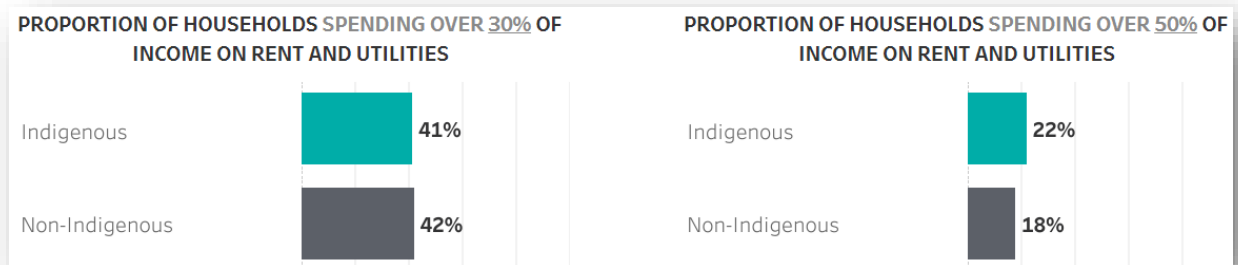 PROPORTION OF HOUSEHOLDS SPENDING OVER 30% OF
INCOME ON RENT AND UTILITIES
Indigenous
41%
Non-Indigenous
42%
PROPORTION OF HOUSEHOLDS SPENDING OVER 50% OF
INCOME ON RENT AND UTILITIES
Indigenous
22%
Non-Indigenous
18%